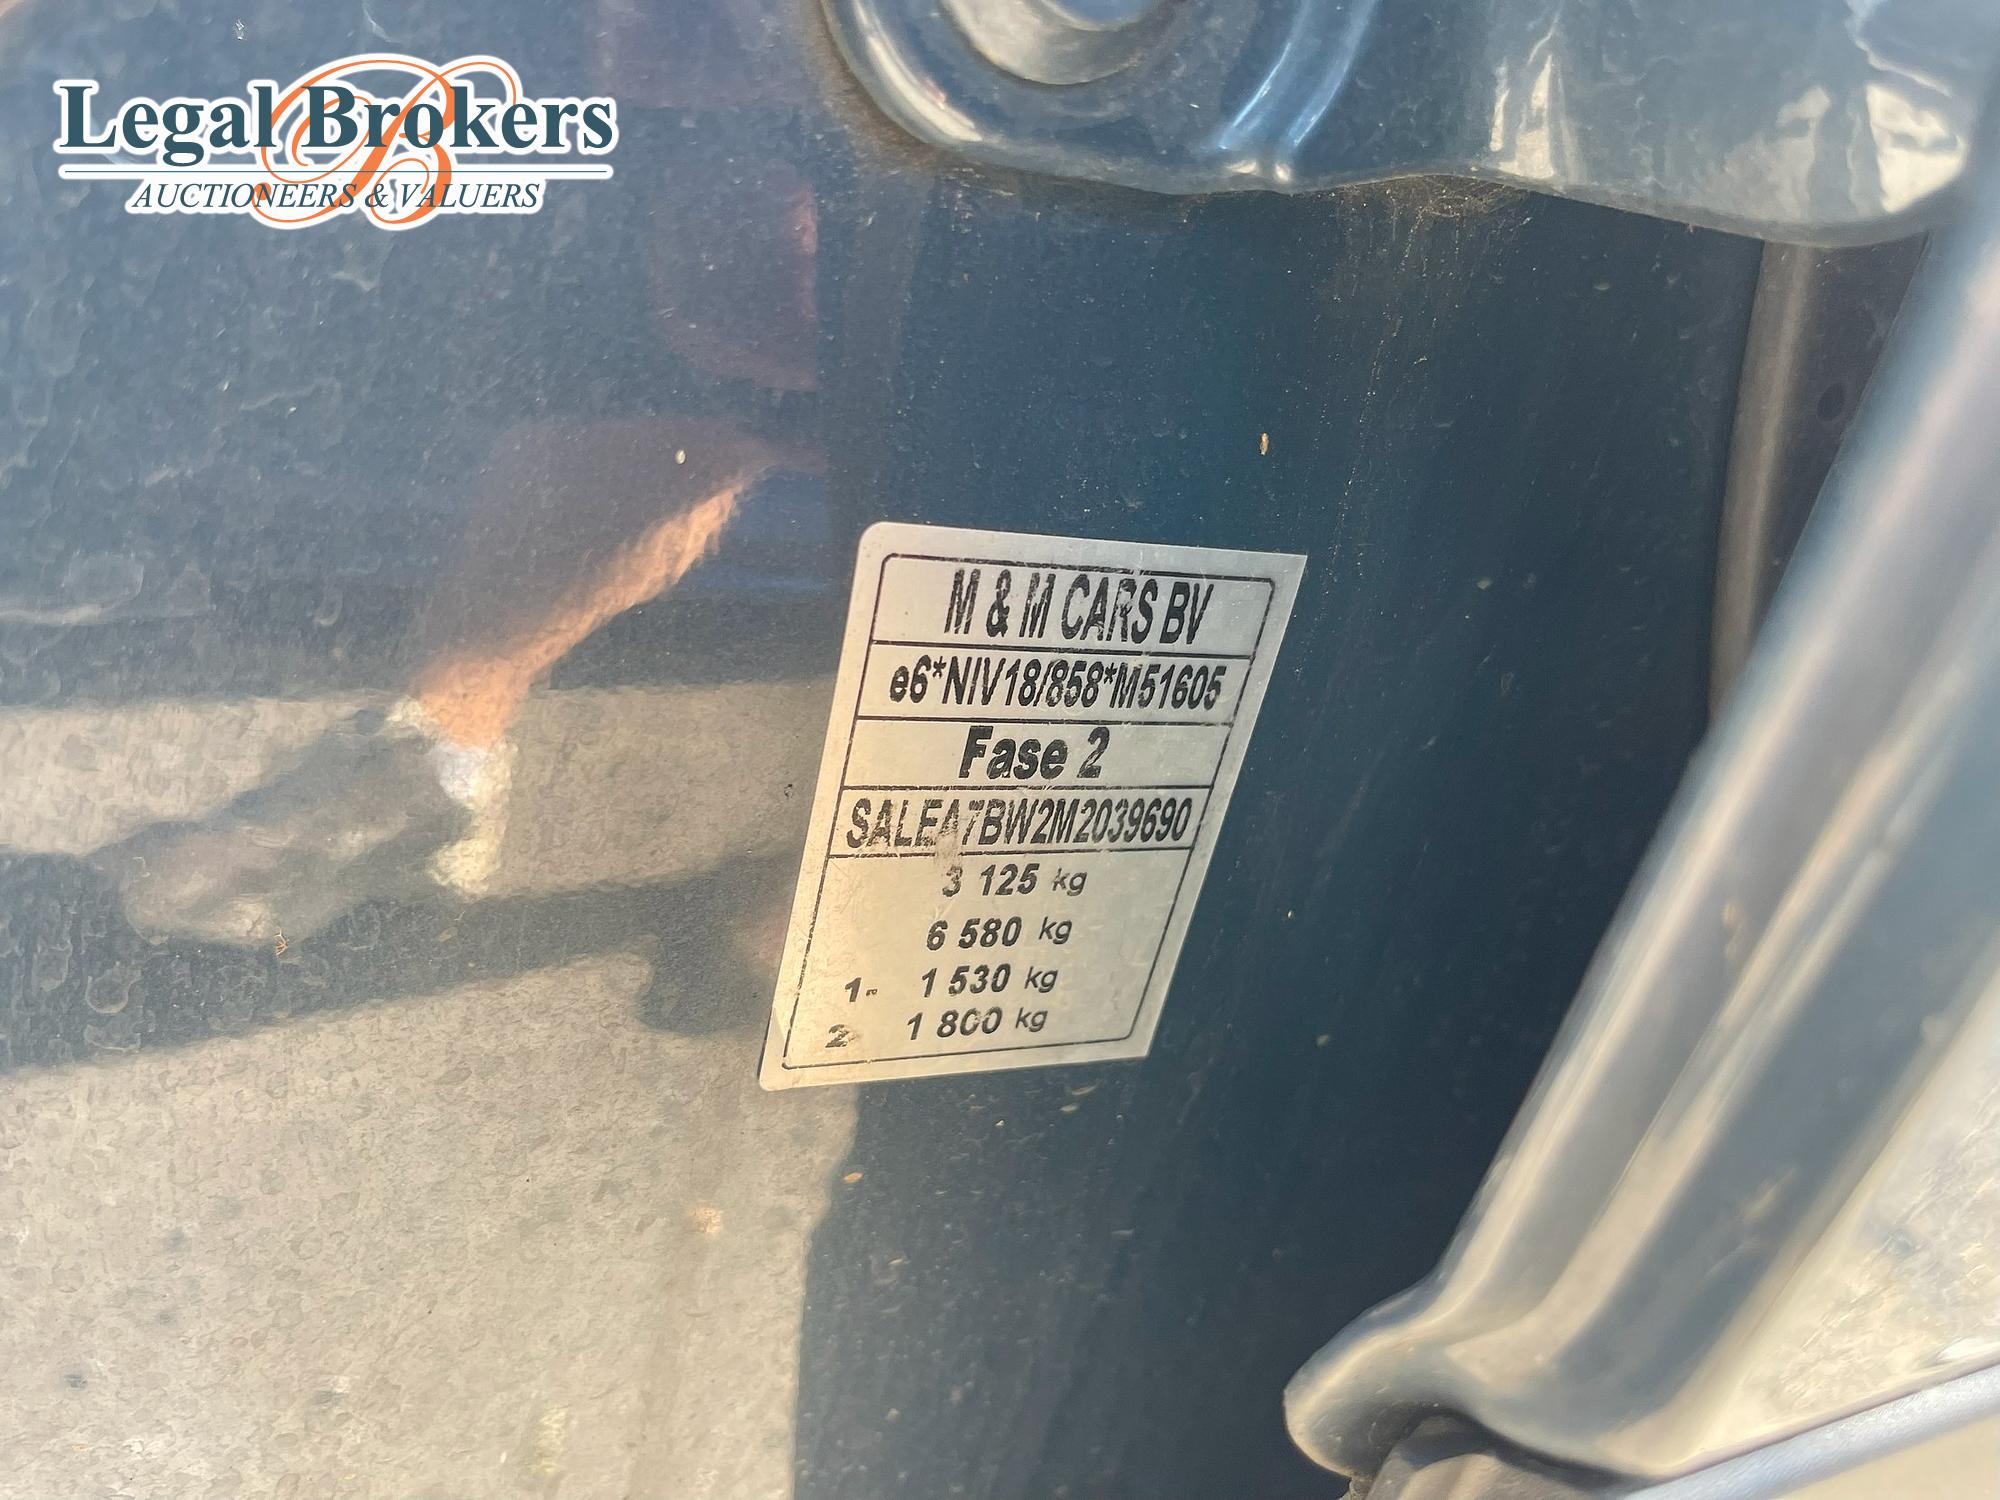 Legal Brokers
AUCTIONEERS & VALUERS
M & M CARS BV
e6*NIV18/858*M51605
Fase 2
SALEA7BW2M2039690
3 125 kg
6 580 kg
1- 1 530 kg
2- 1 800 kg